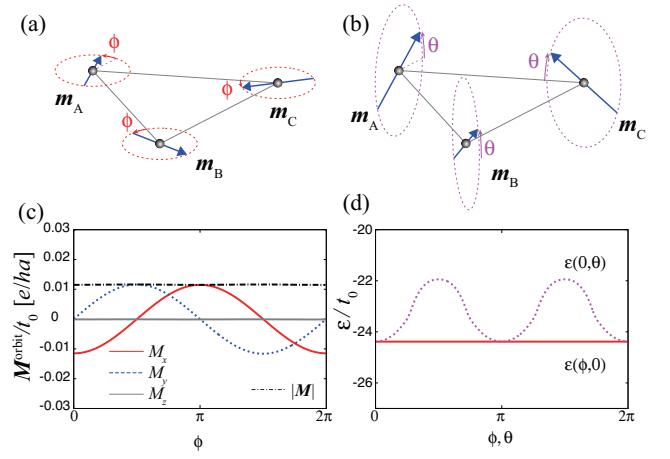 (a)
ϕ
ϕ
ϕ
m_A
m_B
m_C
(b)
θ
θ
θ
m_A
m_B
m_C
(c)
M^orbit/t_0 [e/ha]
0.03
0.02
0.01
0
-0.01
-0.02
-0.03
M_x
M_y
M_z
|M|
0
π
2π
ϕ
(d)
ε/t_0
-20
-22
-24
-26
ε(0,θ)
ε(ϕ,0)
0
π
2π
ϕ,θ